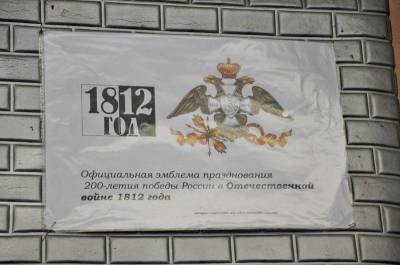 1812
ГОД
Официальная эмблема празднования
200-летия победы России в Отечественной
войне 1812 года